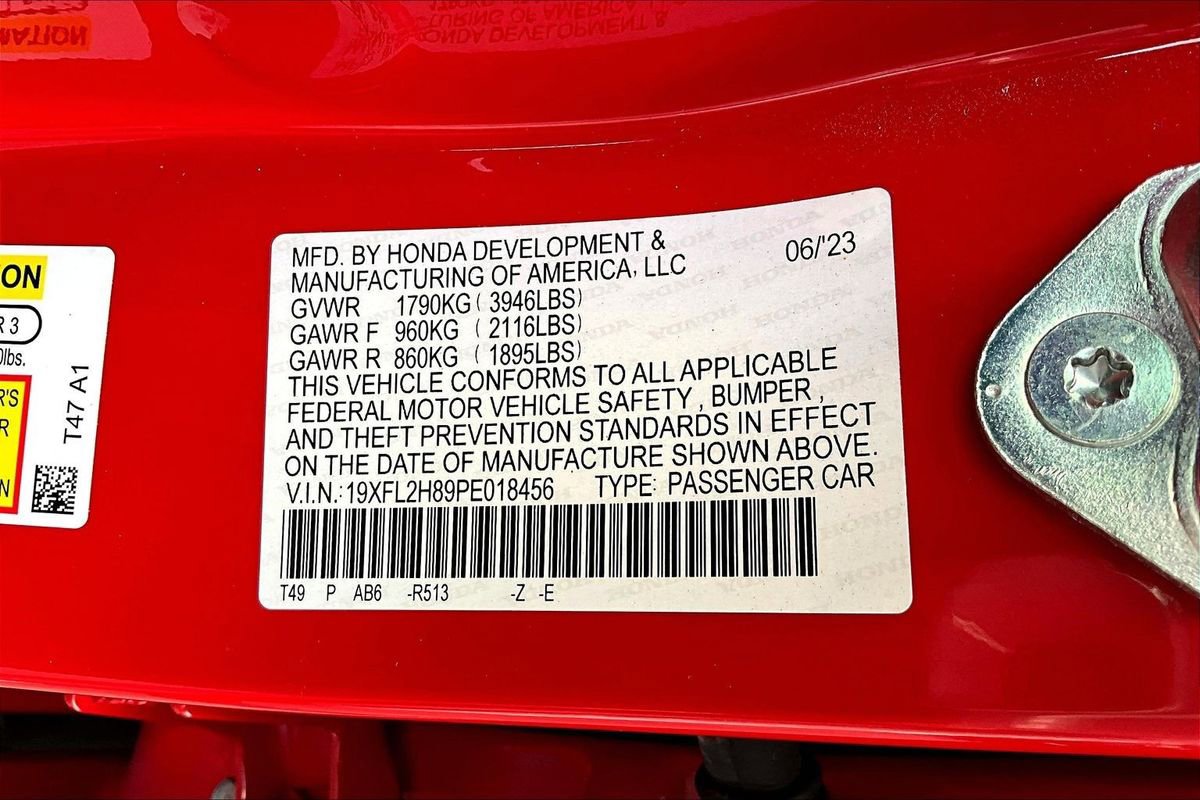 MFD. BY HONDA DEVELOPMENT & 06/'23
MANUFACTURING OF AMERICA, LLC
GVWR 1790KG ( 3946LBS)
GAWR F 960KG ( 2116LBS)
GAWR R 860KG ( 1895LBS)
THIS VEHICLE CONFORMS TO ALL APPLICABLE
FEDERAL MOTOR VEHICLE SAFETY , BUMPER ,
AND THEFT PREVENTION STANDARDS IN EFFECT
ON THE DATE OF MANUFACTURE SHOWN ABOVE.
V.I.N.: 19XFL2H89PE018456 TYPE: PASSENGER CAR
T49 P AB6 -R513 -Z -E
T47 A1